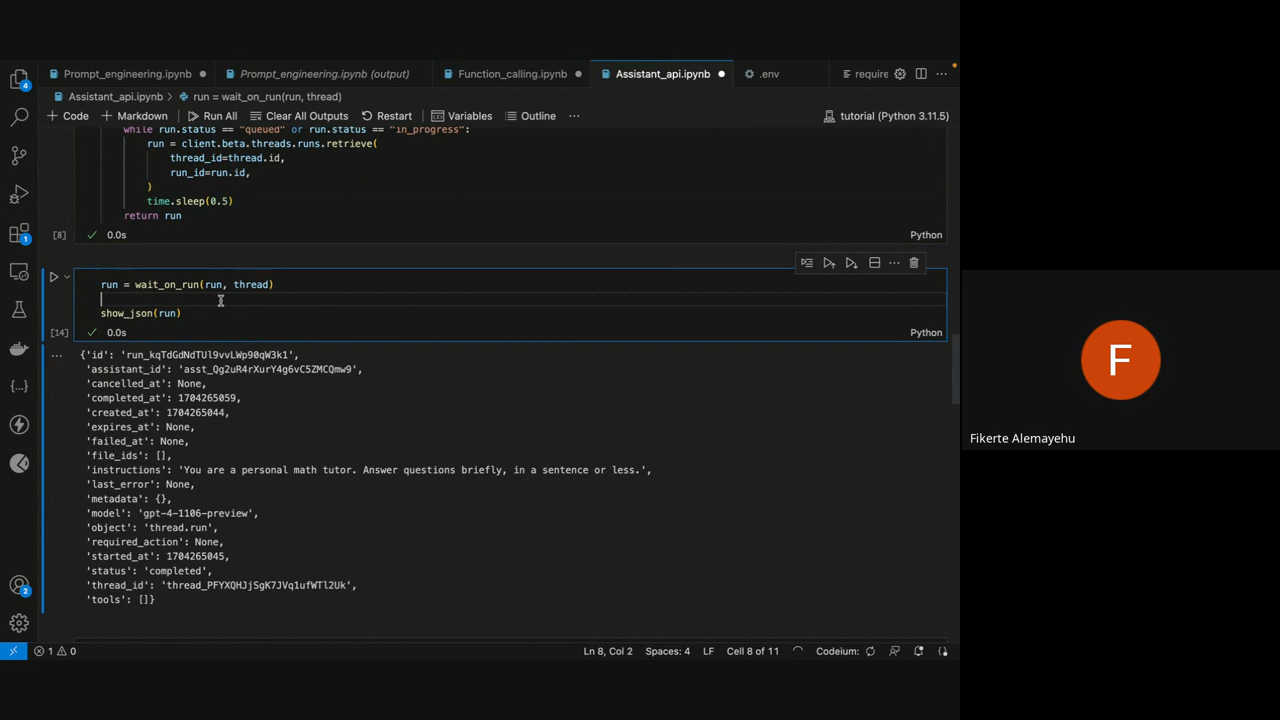 Prompt_engineering.ipynb
Prompt_engineering.ipynb (output)
Function_calling.ipynb
Assistant_api.ipynb
.env
require
Assistant_api.ipynb > run = wait_on_run(run, thread)
+ Code + Markdown Run All Clear All Outputs Restart Variables Outline ...
tutorial (Python 3.11.5)
while run.status == "queued" or run.status == "in_progress":
run = client.beta.threads.runs.retrieve(
thread_id=thread.id,
run_id=run.id,
)
time.sleep(0.5)
return run
[8] 0.0s Python
run = wait_on_run(run, thread)
show_json(run)
[14] 0.0s Python
... {'id': 'run_kqTdGdNdTUl9vvLWp90qW3k1',
'assistant_id': 'asst_Qg2uR4rXurY4g6vC5ZMCQmw9',
'cancelled_at': None,
'completed_at': 1704265059,
'created_at': 1704265044,
'expires_at': None,
'failed_at': None,
'file_ids': [],
'instructions': 'You are a personal math tutor. Answer questions briefly, in a sentence or less.',
'last_error': None,
'metadata': {},
'model': 'gpt-4-1106-preview',
'object': 'thread.run',
'required_action': None,
'started_at': 1704265045,
'status': 'completed',
'thread_id': 'thread_PFYXQHJjSgK7JVq1ufWTl2Uk',
'tools': []}
4
1
2
1 0
Ln 8, Col 2 Spaces: 4 LF Cell 8 of 11 Codeium:
F
Fikerte Alemayehu